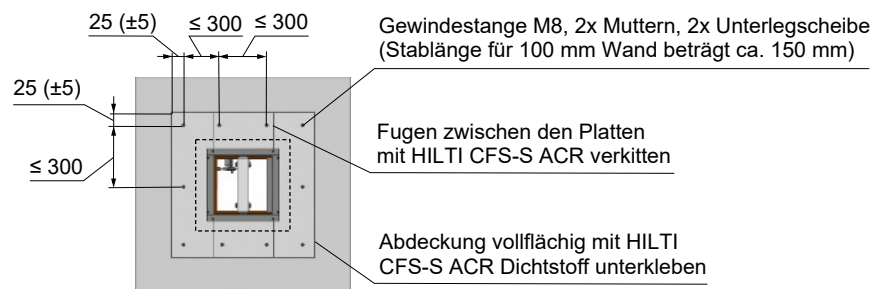 25 (±5)
≤ 300
≤ 300
Gewindestange M8, 2x Muttern, 2x Unterlegscheibe
(Stablänge für 100 mm Wand beträgt ca. 150 mm)
25 (±5)
≤ 300
Fugen zwischen den Platten
mit HILTI CFS-S ACR verkitten
Abdeckung vollflächig mit HILTI
CFS-S ACR Dichtstoff unterkleben